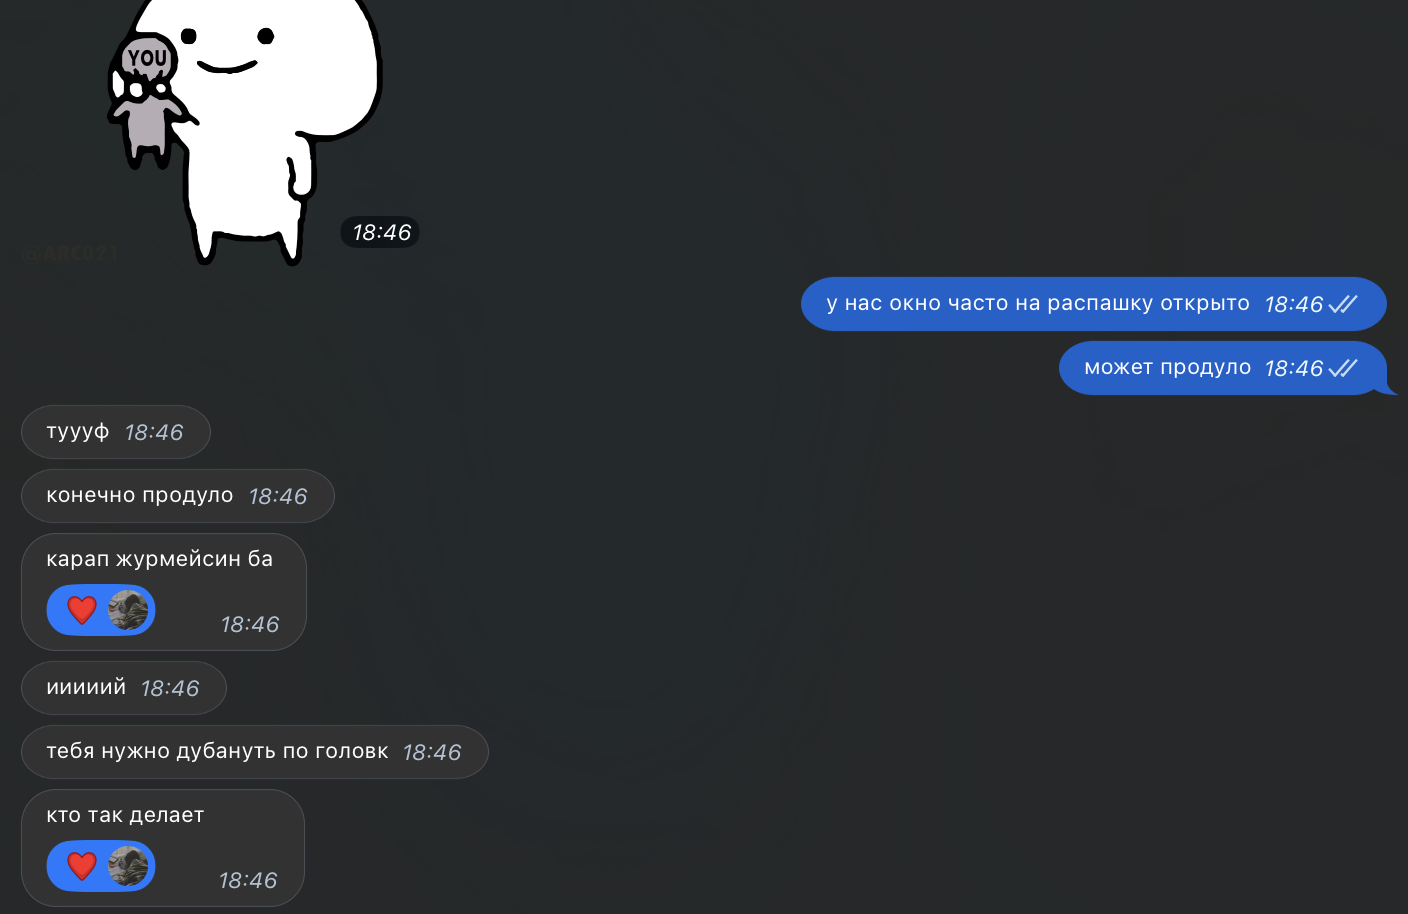 YOU
18:46
@ARC021
у нас окно часто на распашку открыто 18:46
может продуло 18:46
туууф 18:46
конечно продуло 18:46
карап журмейсин ба
18:46
ииииий 18:46
тебя нужно дубануть по головк 18:46
кто так делает
18:46